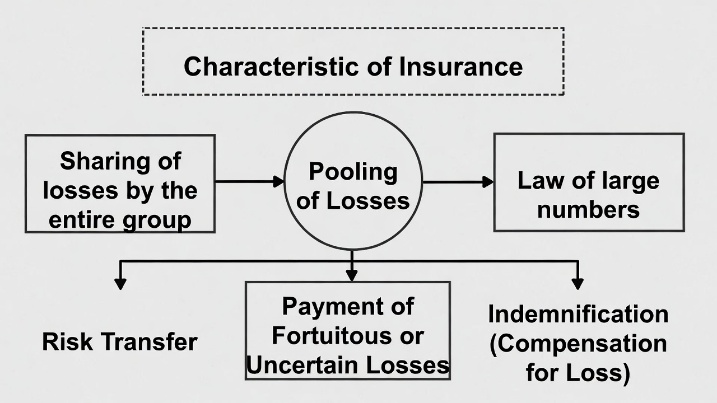 Characteristic of Insurance
Sharing of
losses by the
entire group
Pooling
of Losses
Law of large
numbers
Risk Transfer
Payment of
Fortuitous or
Uncertain Losses
Indemnification
(Compensation
for Loss)